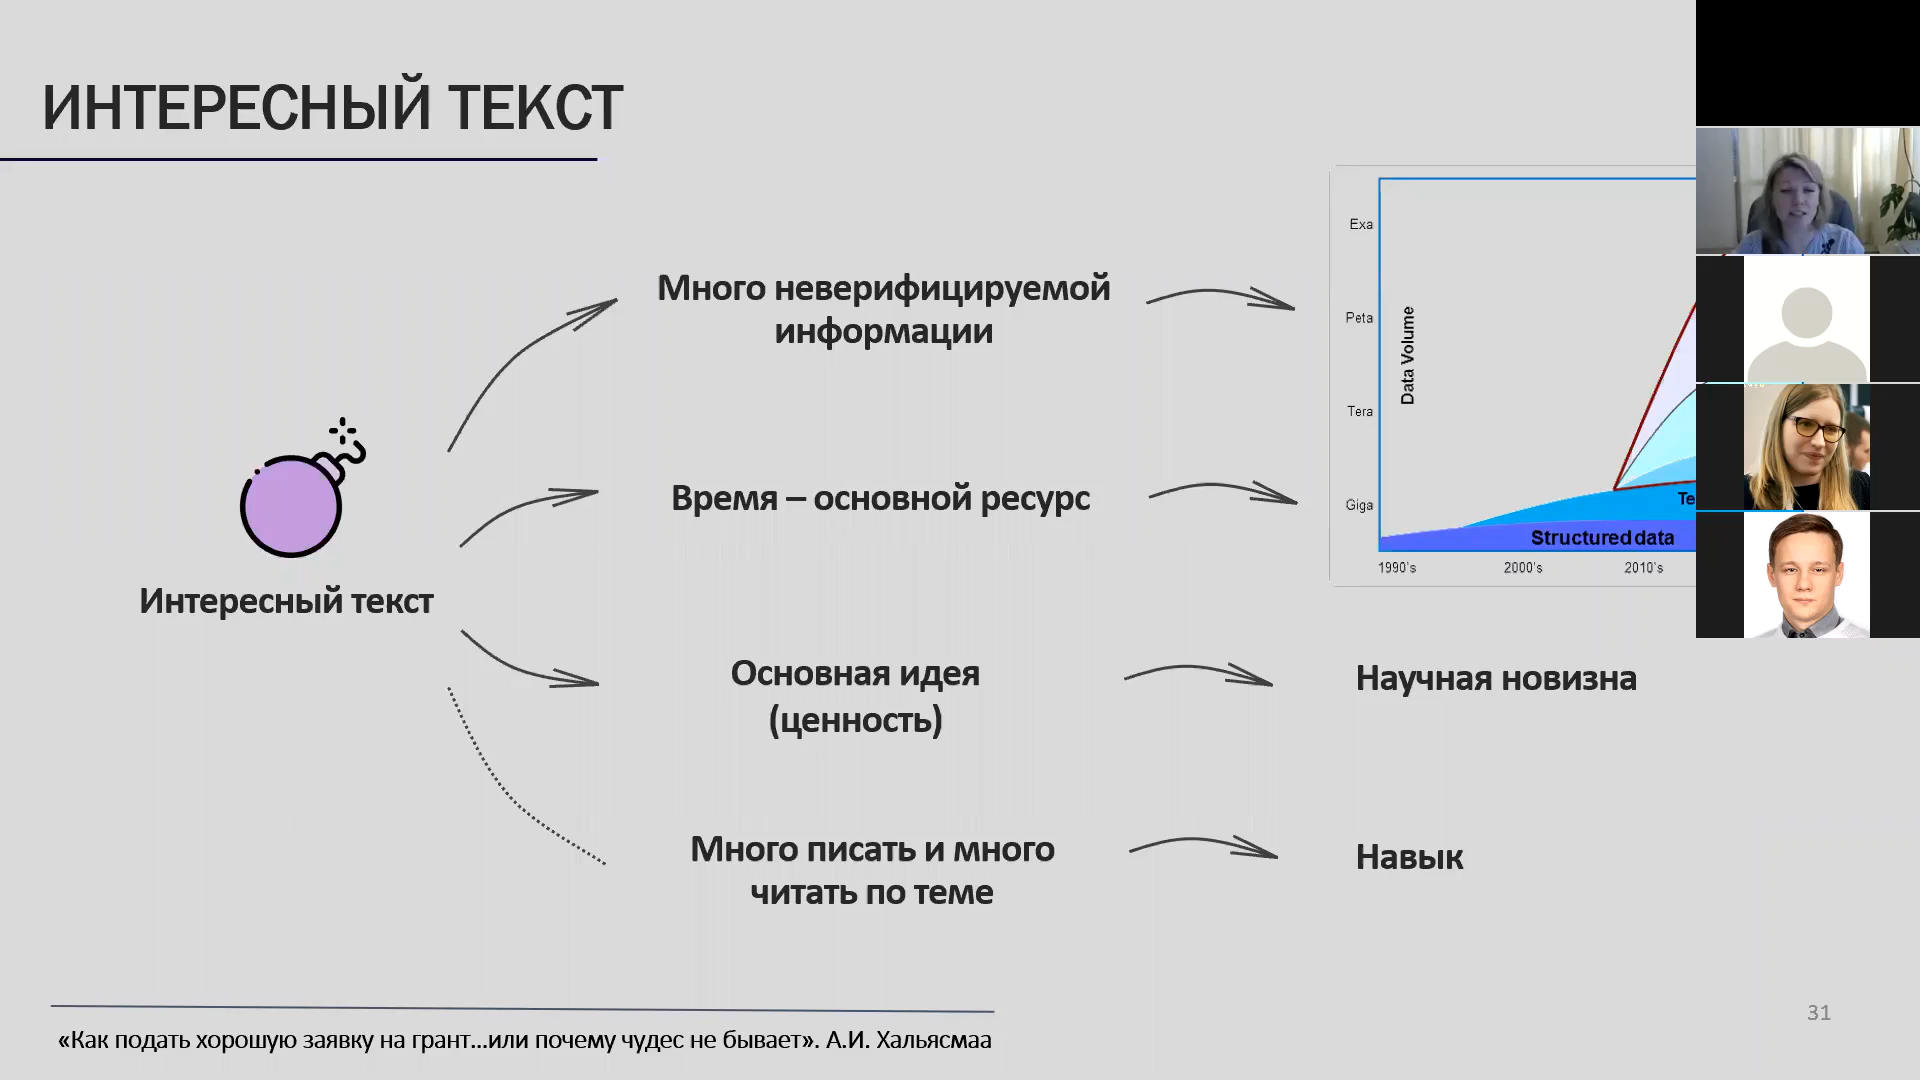 ИНТЕРЕСНЫЙ ТЕКСТ
Много неверифицируемой
информации
Время – основной ресурс
Интересный текст
Основная идея
(ценность)
Много писать и много
читать по теме
Научная новизна
Навык
Exa
Peta
Tera
Giga
Data Volume
Structured data
1990's
2000's
2010's
«Как подать хорошую заявку на грант...или почему чудес не бывает». А.И. Хальясмаа
31